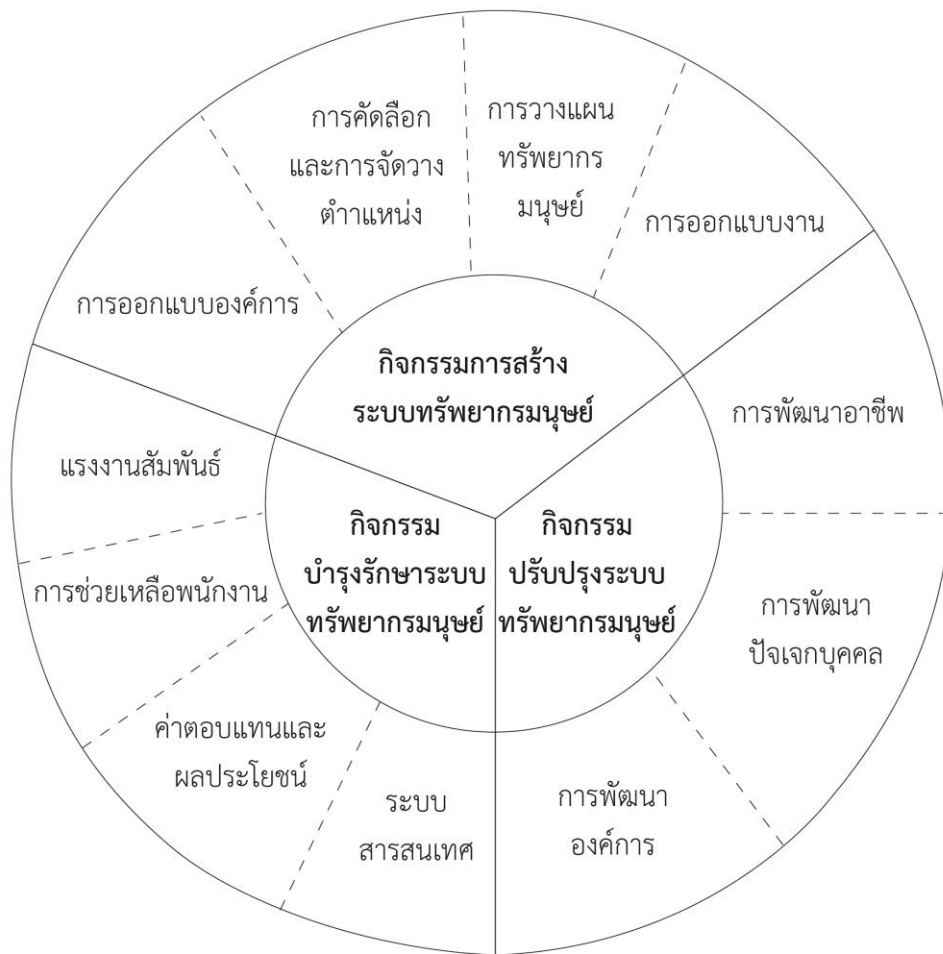 การคัดลือก
และการจัดวาง
ตำาแหน่ง
การวางแผน
ทรัพยากร
มนุษย์
การออกแบบงาน
การออกแบบองค์การ
กิจกรรมการสร้าง
ระบบทรัพยากรมนุษย์
การพัฒนาอาชีพ
แรงงานสัมพันธ์
กิจกรรม
บำรุงรักษาระบบ
ทรัพยากรมนุษย์
กิจกรรม
ปรับปรุงระบบ
ทรัพยากรมนุษย์
การช่วยเหลือพนักงาน
การพัฒนา
ปัจเจกบุคคล
ค่าตอบแทนและ
ผลประโยชน์
ระบบ
สารสนเทศ
การพัฒนา
องค์การ